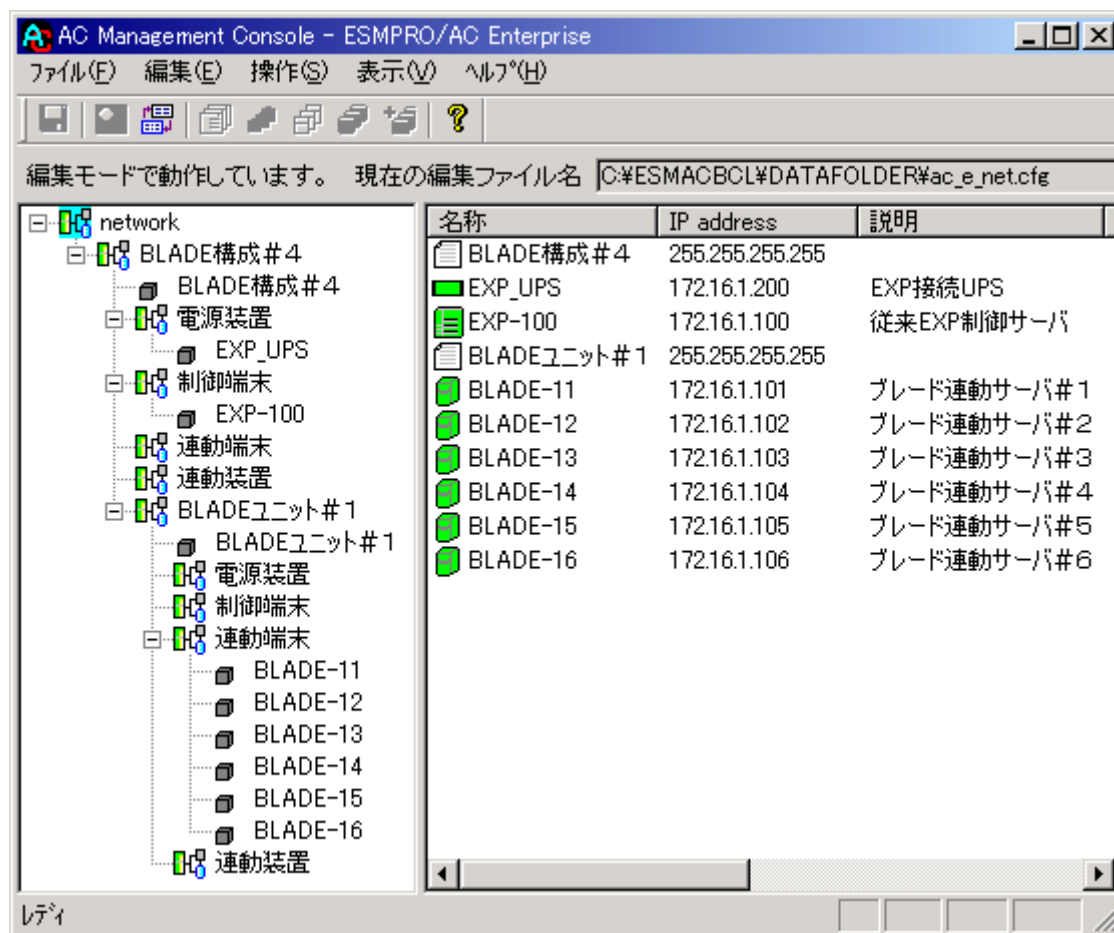 AC Management Console - ESMPRO/AC Enterprise
ファイル(F) 編集(E) 操作(S) 表示(V) ヘルプ(H)
編集モードで動作しています。 現在の編集ファイル名 C:¥ESMACBCL¥DATAFOLDER¥ac_e_net.cfg
network
BLADE構成#4
BLADE構成#4
電源装置
EXP_UPS
制御端末
EXP-100
連動端末
連動装置
BLADEユニット#1
BLADEユニット#1
電源装置
制御端末
連動端末
BLADE-11
BLADE-12
BLADE-13
BLADE-14
BLADE-15
BLADE-16
連動装置
名称 IP address 説明
BLADE構成#4 255.255.255.255
EXP_UPS 172.16.1.200 EXP接続UPS
EXP-100 172.16.1.100 従来EXP制御サーバ
BLADEユニット#1 255.255.255.255
BLADE-11 172.16.1.101 ブレード連動サーバ#1
BLADE-12 172.16.1.102 ブレード連動サーバ#2
BLADE-13 172.16.1.103 ブレード連動サーバ#3
BLADE-14 172.16.1.104 ブレード連動サーバ#4
BLADE-15 172.16.1.105 ブレード連動サーバ#5
BLADE-16 172.16.1.106 ブレード連動サーバ#6
レディ